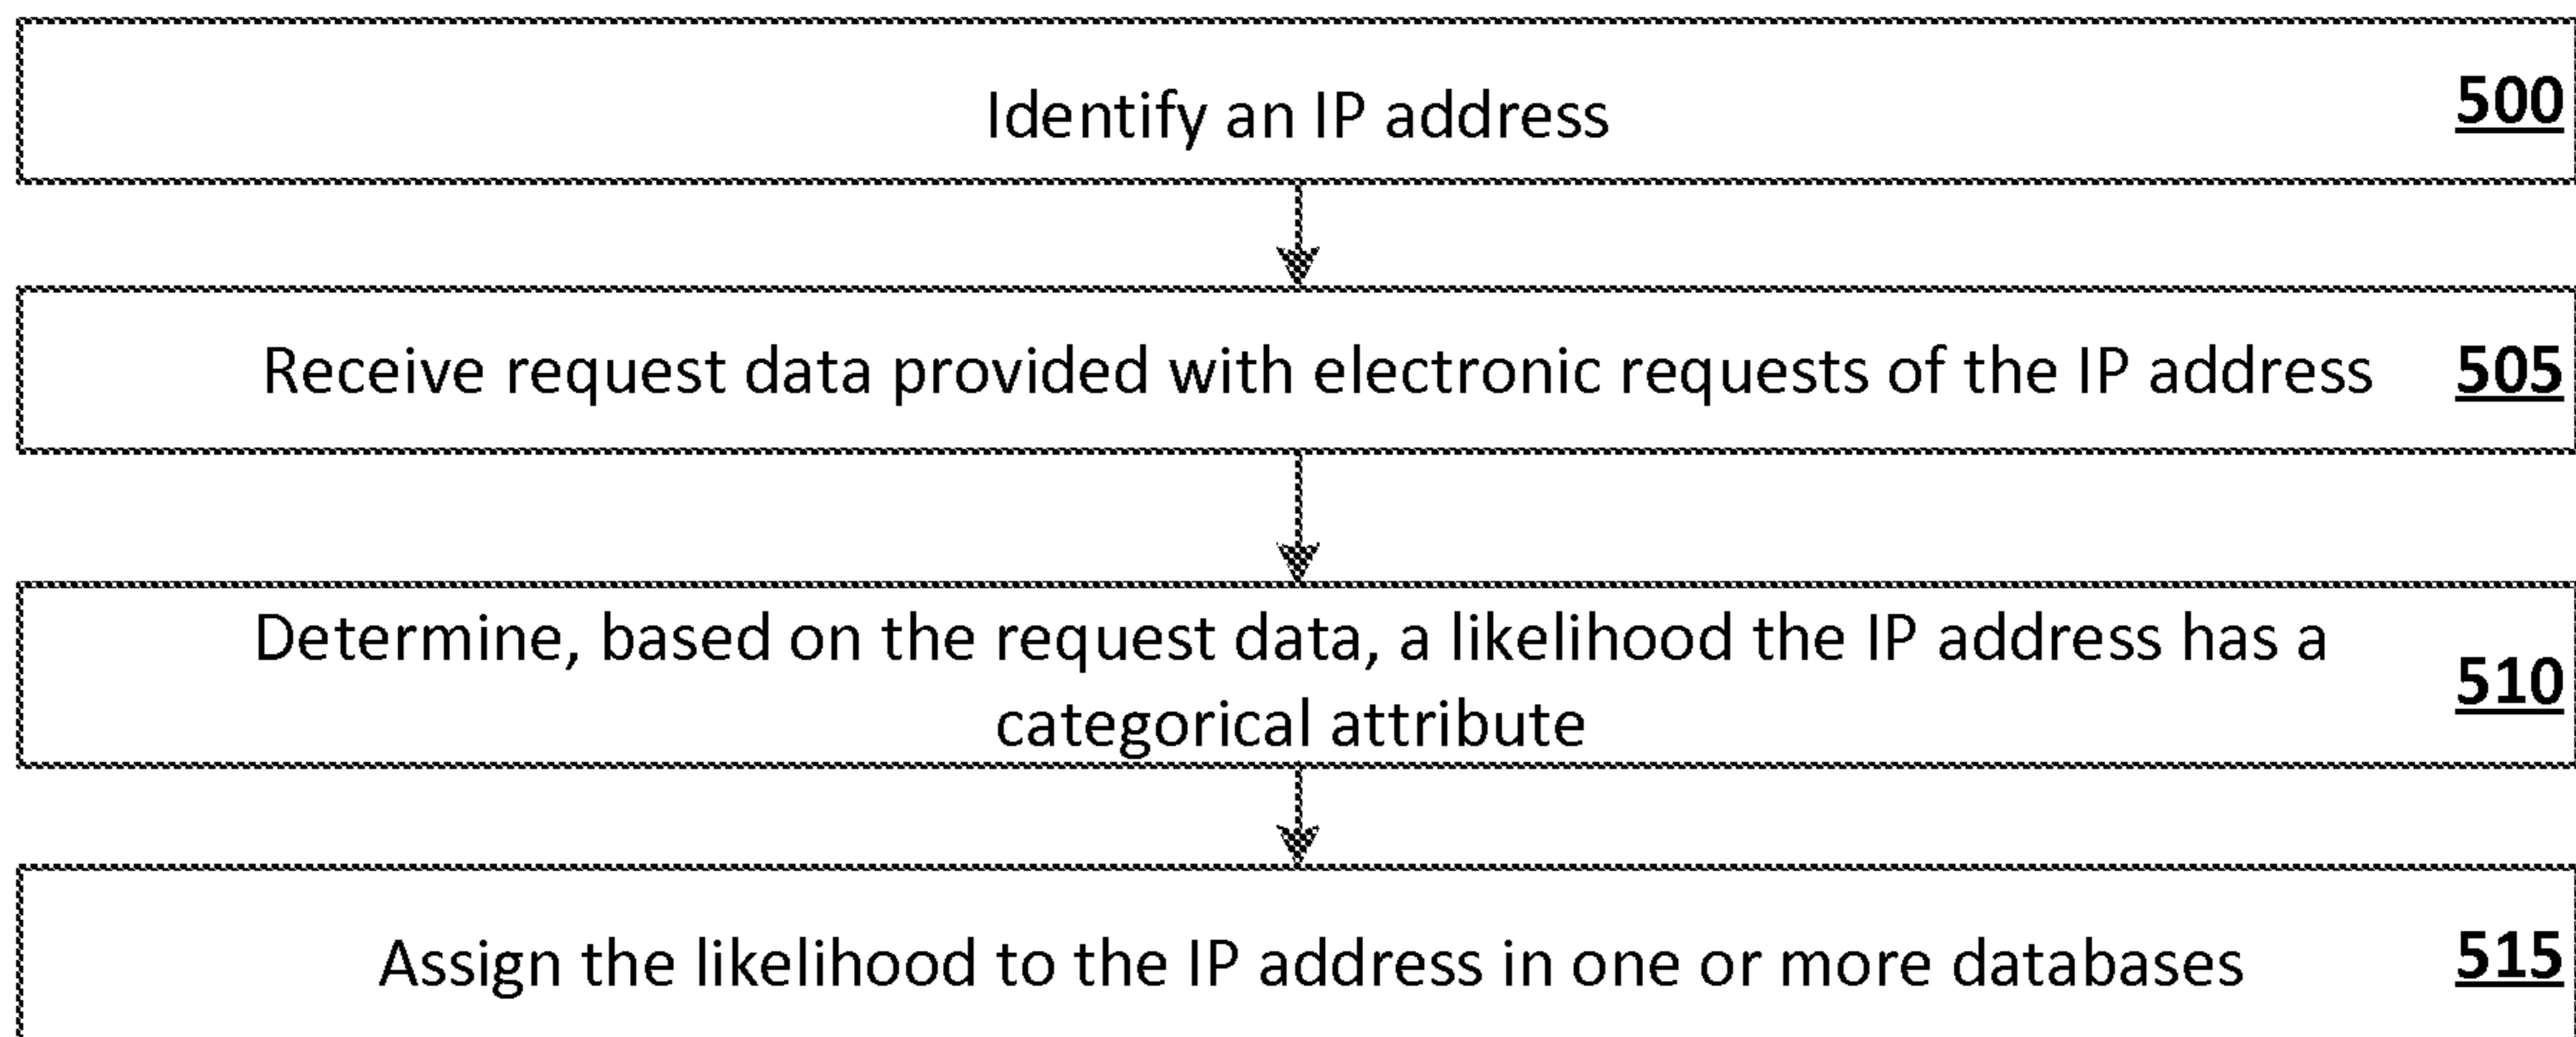 Identify an IP address 500
Receive request data provided with electronic requests of the IP address 505
Determine, based on the request data, a likelihood the IP address has a
categorical attribute 510
Assign the likelihood to the IP address in one or more databases 515